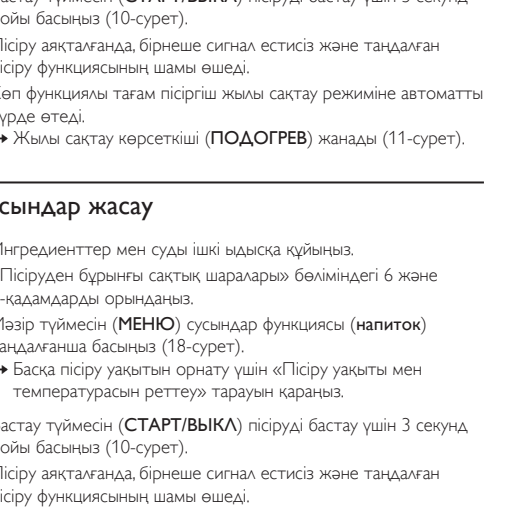 түймесін (СТАРТ/ВЫКЛ) пісіруді бастау үшін 3 секунд
бойы басыңыз (10-сурет).
Пісіру аяқталғанда, бірнеше сигнал естисіз және таңдалған
пісіру функциясының шамы өшеді.
Көп функциялы тағам пісіргіш жылы сақтау режиміне автоматты
түрде өтеді.
➜ Жылы сақтау көрсеткіші (ПОДОГРЕВ) жанады (11-сурет).
сындар жасау
Ингредиенттер мен суды ішкі ыдысқа құйыңыз.
«Пісіруден бұрынғы сақтық шаралары» бөліміндегі 6 және
-қадамдарды орындаңыз.
Мәзір түймесін (МЕНЮ) сусындар функциясы (напиток)
таңдалғанша басыңыз (18-сурет).
➜ Басқа пісіру уақытын орнату үшін «Пісіру уақыты мен
температурасын реттеу» тарауын қараңыз.
Бастау түймесін (СТАРТ/ВЫКЛ) пісіруді бастау үшін 3 секунд
бойы басыңыз (10-сурет).
Пісіру аяқталғанда, бірнеше сигнал естисіз және таңдалған
пісіру функциясының шамы өшеді.